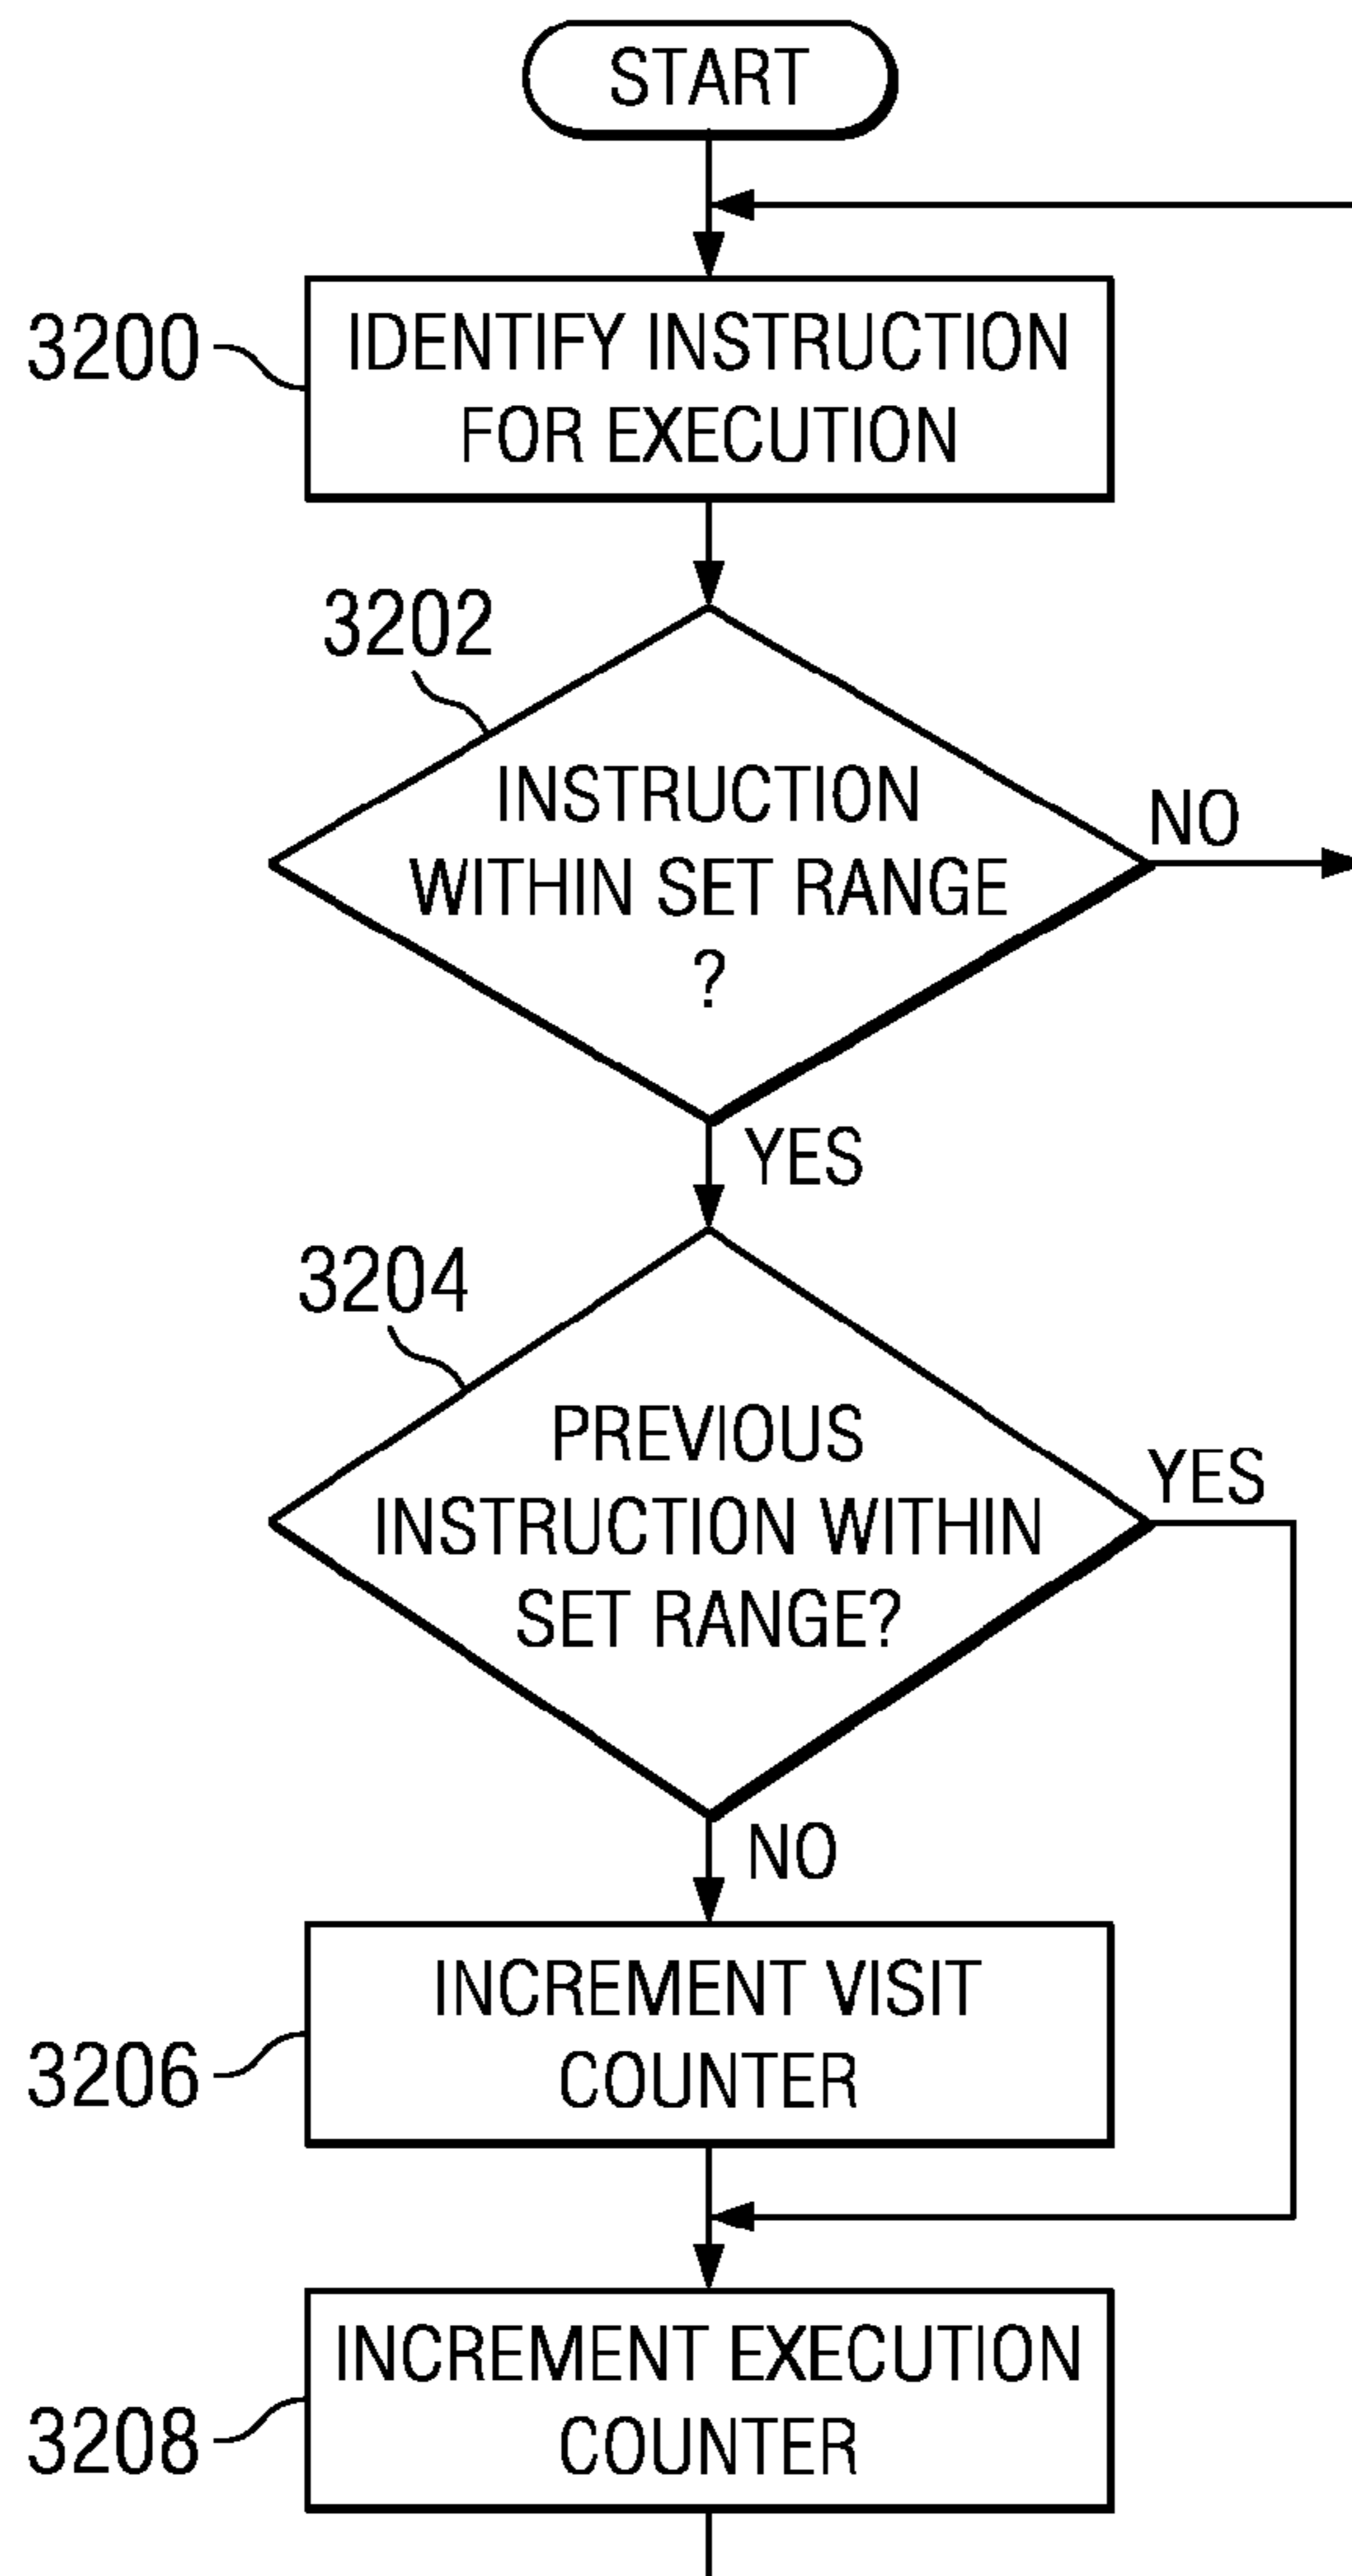 START
3200
IDENTIFY INSTRUCTION
FOR EXECUTION
3202
INSTRUCTION
WITHIN SET RANGE
?
NO
YES
3204
PREVIOUS
INSTRUCTION WITHIN
SET RANGE?
YES
NO
3206
INCREMENT VISIT
COUNTER
3208
INCREMENT EXECUTION
COUNTER